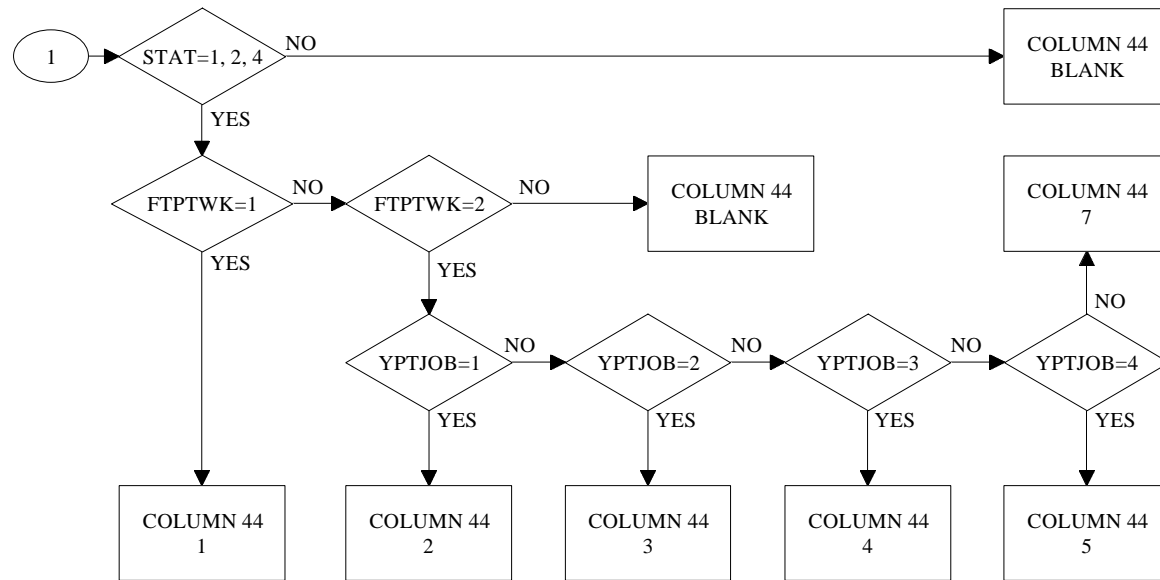 1
STAT=1, 2, 4
NO
COLUMN 44
BLANK
YES
FTPTWK=1
NO
FTPTWK=2
NO
COLUMN 44
BLANK
COLUMN 44
7
YES
YES
NO
YPTJOB=1
NO
YPTJOB=2
NO
YPTJOB=3
NO
YPTJOB=4
YES
YES
YES
YES
COLUMN 44
1
COLUMN 44
2
COLUMN 44
3
COLUMN 44
4
COLUMN 44
5